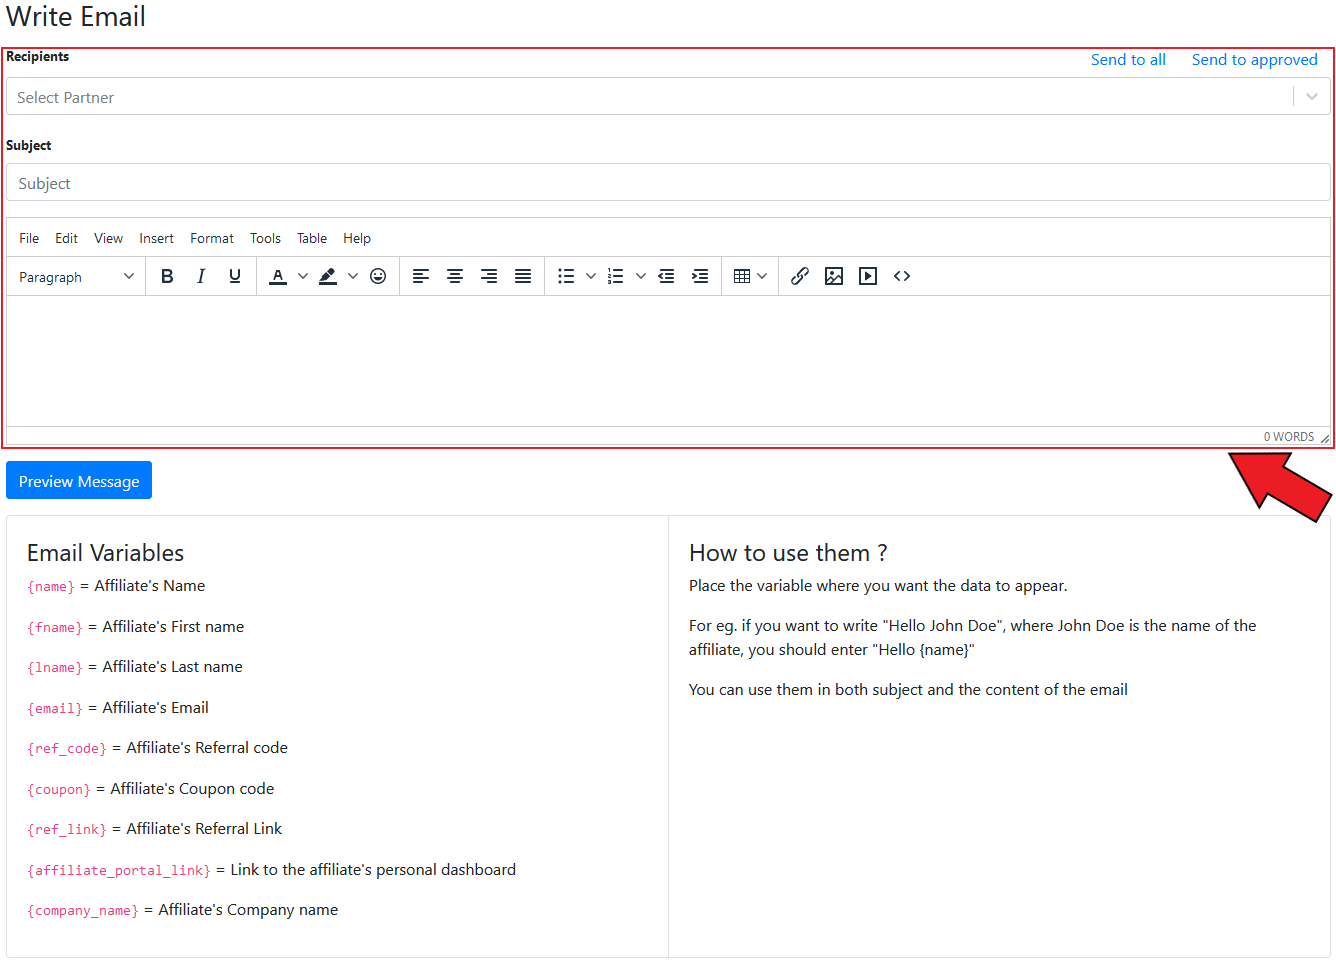 Write Email
Recipients
Send to all Send to approved
Select Partner
Subject
Subject
File Edit View Insert Format Tools Table Help
Paragraph B I U A
0 WORDS
Preview Message
Email Variables
{name} = Affiliate's Name
{fname} = Affiliate's First name
{lname} = Affiliate's Last name
{email} = Affiliate's Email
{ref_code} = Affiliate's Referral code
{coupon} = Affiliate's Coupon code
{ref_link} = Affiliate's Referral Link
{affiliate_portal_link} = Link to the affiliate's personal dashboard
{company_name} = Affiliate's Company name
How to use them ?
Place the variable where you want the data to appear.
For eg. if you want to write "Hello John Doe", where John Doe is the name of the
affiliate, you should enter "Hello {name}"
You can use them in both subject and the content of the email